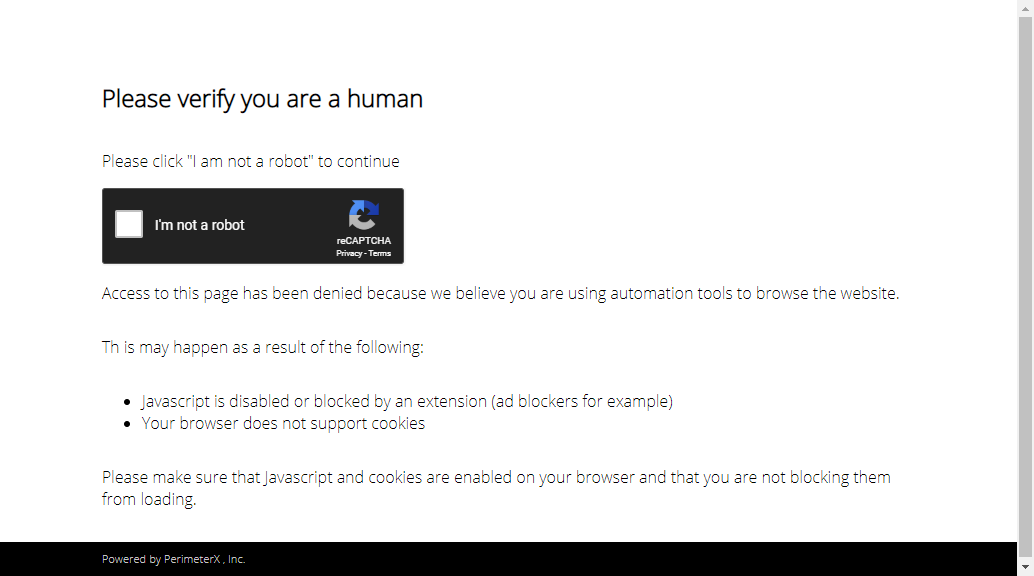 Please verify you are a human
Please click "I am not a robot" to continue
I'm not a robot
reCAPTCHA
Privacy - Terms
Access to this page has been denied because we believe you are using automation tools to browse the website.
Th is may happen as a result of the following:
Javascript is disabled or blocked by an extension (ad blockers for example)
Your browser does not support cookies
Please make sure that Javascript and cookies are enabled on your browser and that you are not blocking them
from loading.
Powered by PerimeterX , Inc.